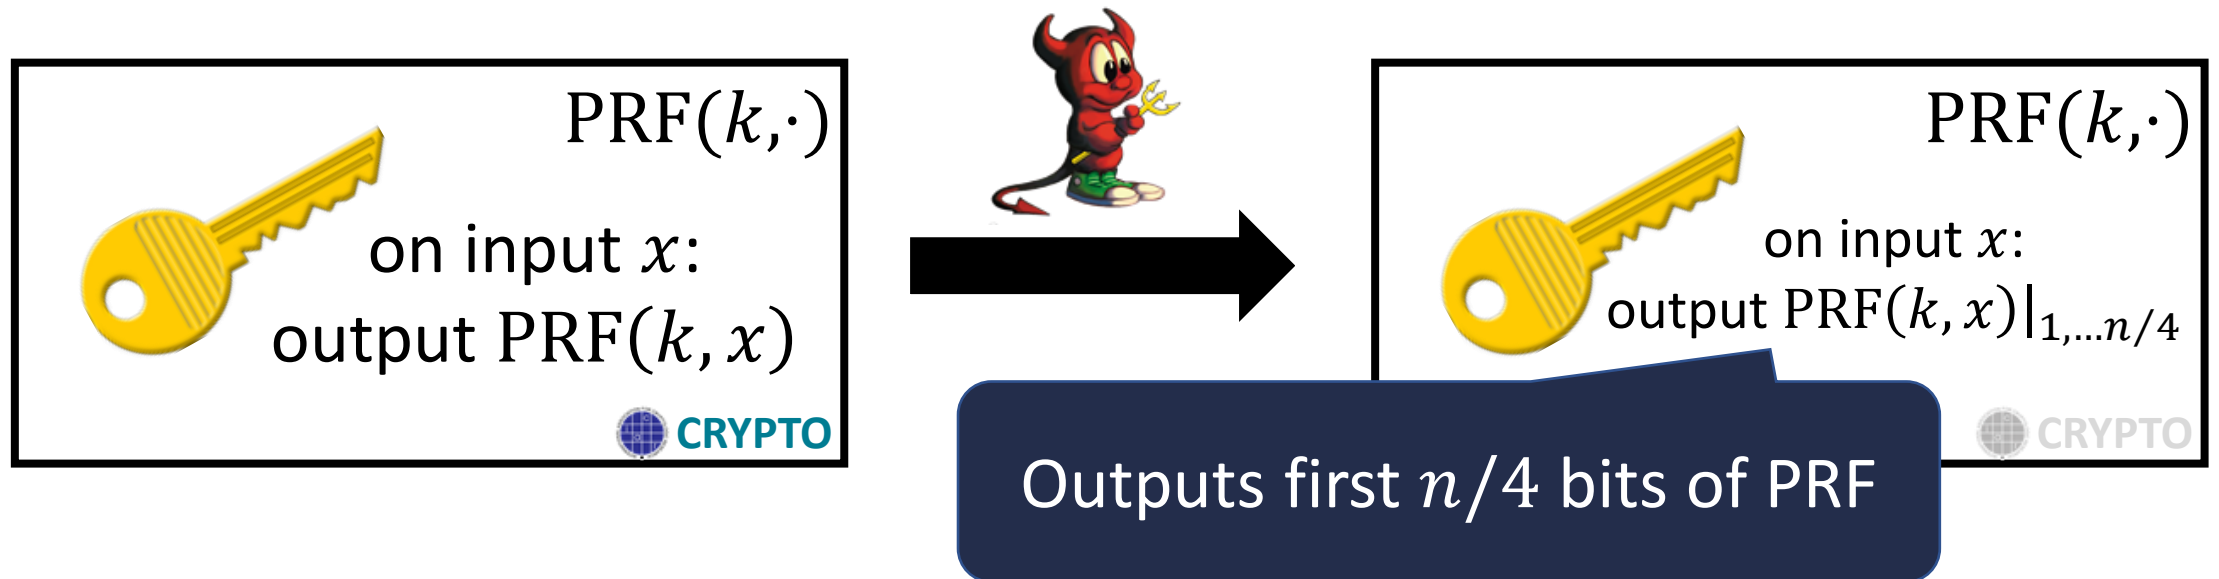 PRF(k,·)
on input x:
output PRF(k, x)
CRYPTO
PRF(k,·)
on input x:
output PRF(k, x)|1,…n/4
CRYPTO
Outputs first n/4 bits of PRF